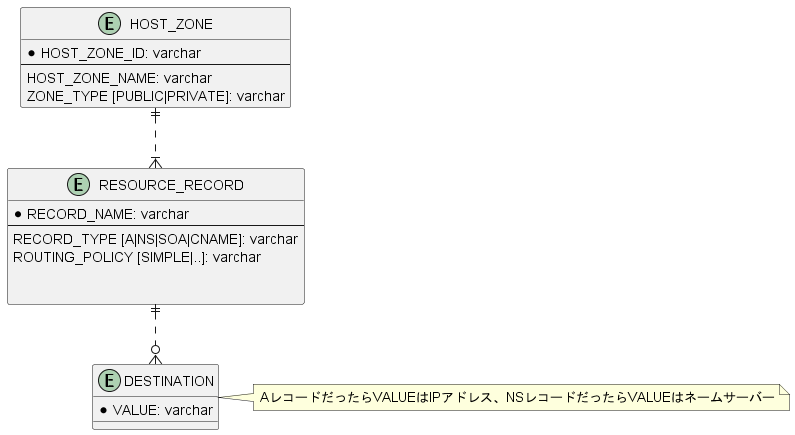 E HOST_ZONE
HOST_ZONE_ID: varchar
HOST_ZONE_NAME: varchar
ZONE_TYPE [PUBLIC|PRIVATE]: varchar
E RESOURCE_RECORD
RECORD_NAME: varchar
RECORD_TYPE [A|NS|SOA|CNAME]: varchar
ROUTING_POLICY [SIMPLE|..]: varchar
E DESTINATION
VALUE: varchar
AレコードだったらVALUEはIPアドレス、NSレコードだったらVALUEはネームサーバー